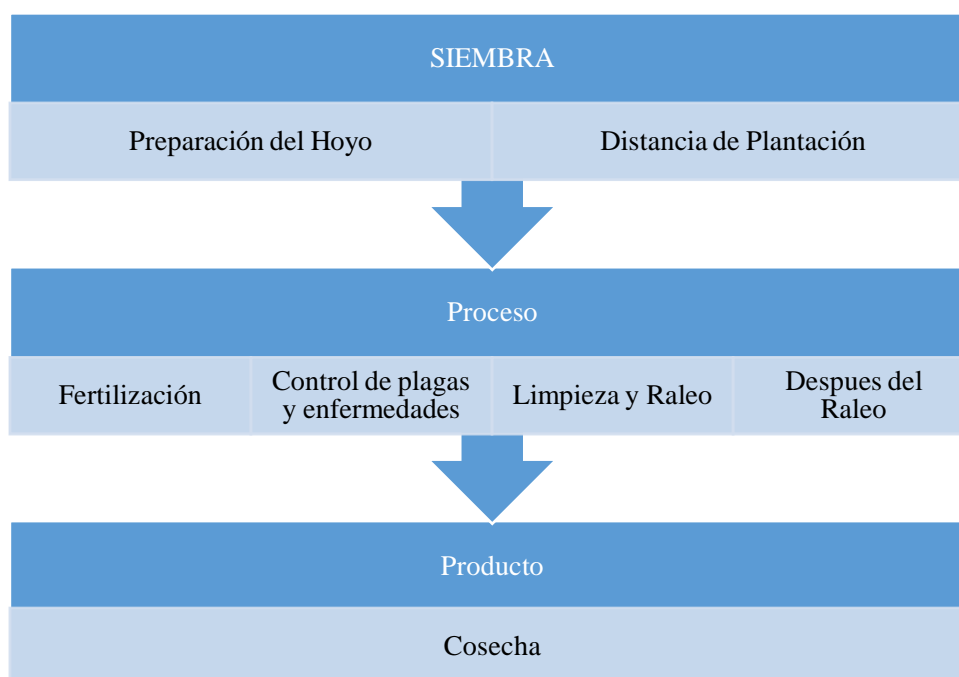 SIEMBRA
Preparación del Hoyo
Distancia de Plantación
Proceso
Fertilización
Control de plagas
y enfermedades
Limpieza y Raleo
Despues del
Raleo
Producto
Cosecha